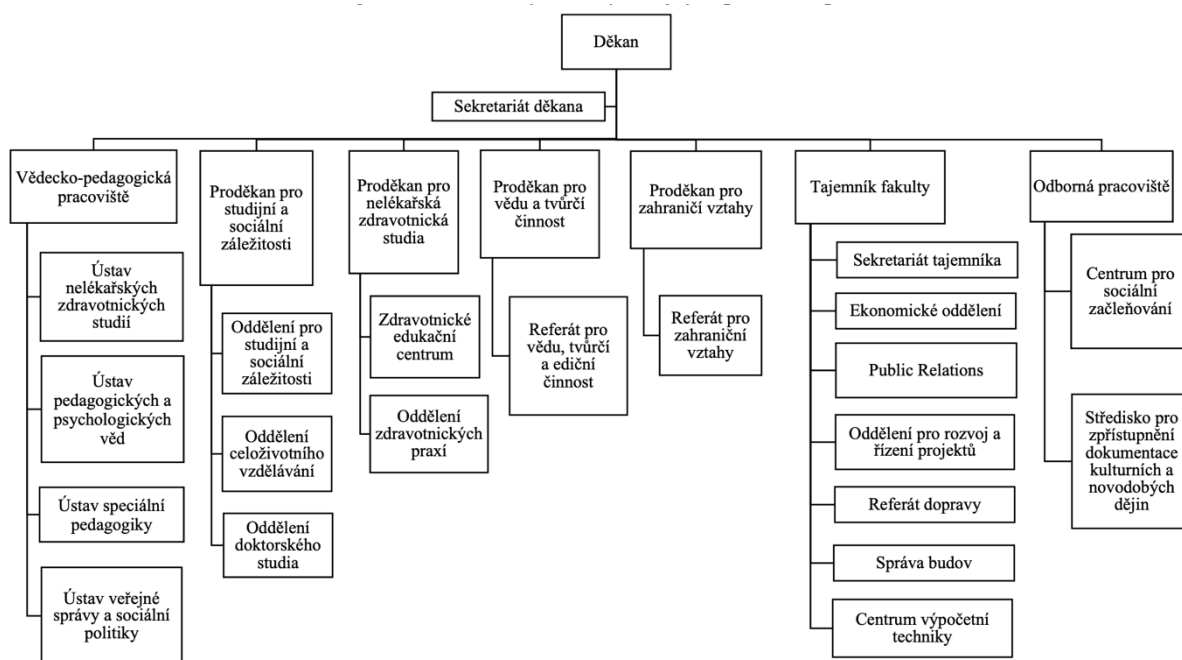 Děkan
Sekretariát děkana
Vědecko-pedagogická
pracoviště
Ústav
nelékařských
zdravotnických
studií
Ústav
pedagogických a
psychologických
věd
Ústav speciální
pedagogiky
Ústav veřejné
správy a sociální
politiky
Proděkan pro
studijní a
sociální
záležitosti
Oddělení pro
studijní a
sociální
záležitosti
Oddělení
celoživotního
vzdělávání
Oddělení
doktorského
studia
Proděkan pro
nelékařská
zdravotnická
studia
Zdravotnické
edukační
centrum
Oddělení
zdravotnických
praxí
Proděkan pro
vědu a tvůrčí
činnost
Referát pro
vědu, tvůrčí
a ediční
činnost
Proděkan pro
zahraničí vztahy
Referát pro
zahraniční
vztahy
Tajemník fakulty
Sekretariát tajemníka
Ekonomické oddělení
Public Relations
Oddělení pro rozvoj a
řízení projektů
Referát dopravy
Správa budov
Centrum výpočetní
techniky
Odborná pracoviště
Centrum pro
sociální
začleňování
Středisko pro
zpřístupnění
dokumentace
kulturních a
novodobých
dějin